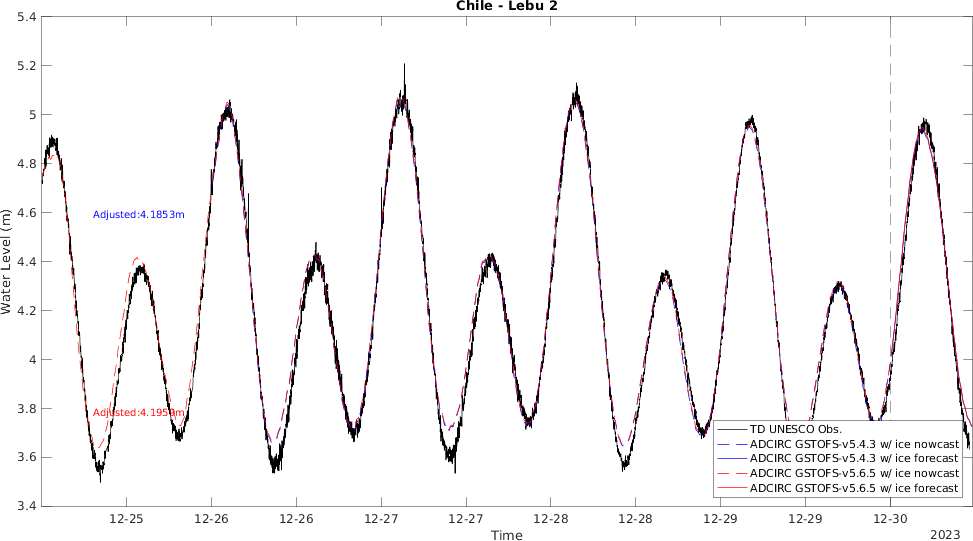 Chile - Lebu 2
5.4
5.2
5
4.8
4.6
4.4
4.2
4
3.8
3.6
3.4
Water Level (m)
Adjusted:4.1853m
Adjusted:4.1958m
TD UNESCO Obs.
ADCIRC GSTOFS-v5.4.3 w/ ice nowcast
ADCIRC GSTOFS-v5.4.3 w/ ice forecast
ADCIRC GSTOFS-v5.6.5 w/ ice nowcast
ADCIRC GSTOFS-v5.6.5 w/ ice forecast
12-25 12-26 12-26 12-27 12-27 12-28 12-28 12-29 12-29 12-30
Time
2023